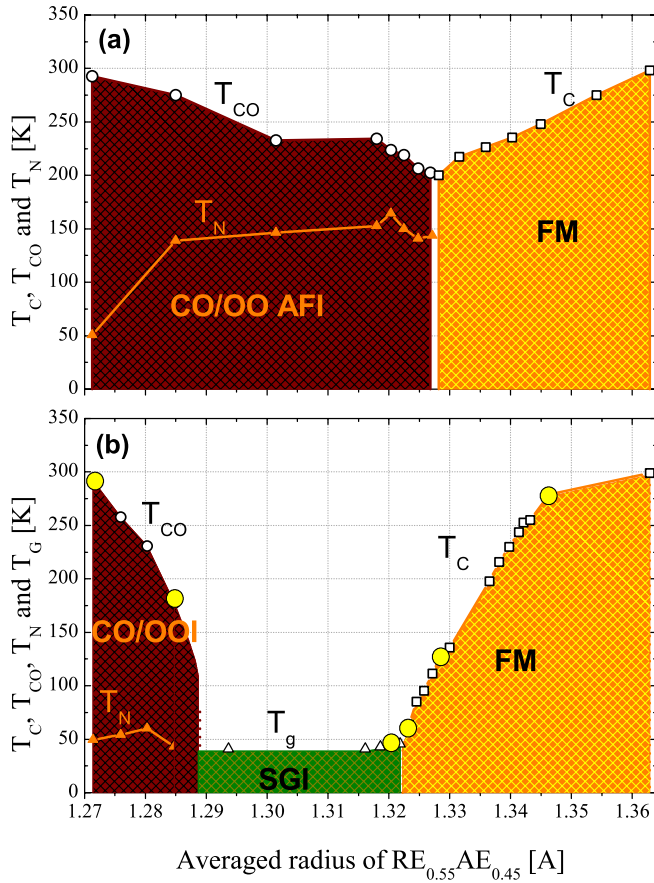 (a)
350
300
250
200
150
100
50
0
T_C, T_CO and T_N [K]
T_CO
T_C
T_N
FM
CO/OO AFI
(b)
350
300
250
200
150
100
50
0
T_C, T_CO, T_N and T_G [K]
T_CO
T_C
CO/OOI
FM
T_N
T_g
SGI
1.27 1.28 1.29 1.30 1.31 1.32 1.33 1.34 1.35 1.36
Averaged radius of RE_0.55AE_0.45 [A]